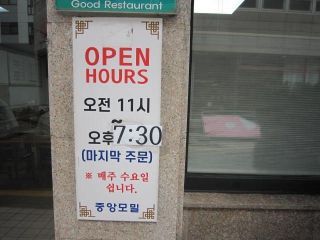 Good Restaurant
OPEN
HOURS
오전 11시
~
오후 7:30
(마지막 주문)
※ 매주 수요일
쉽니다.
중앙모밀